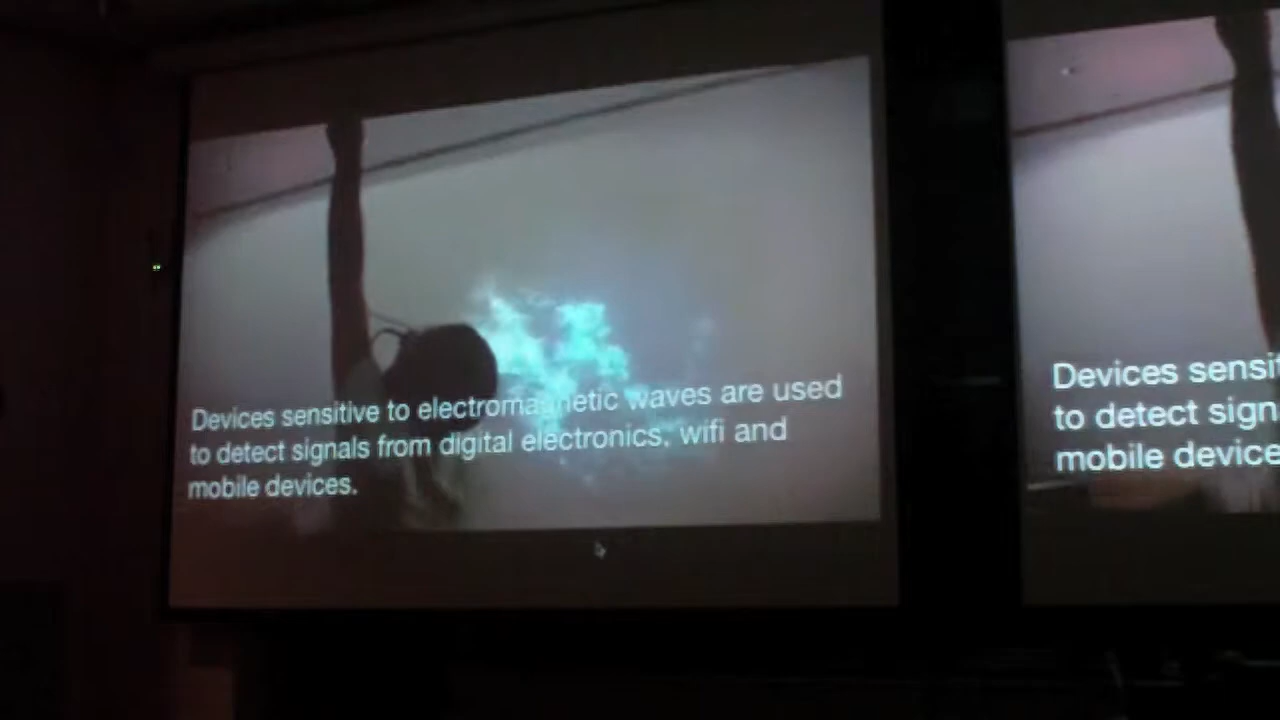 Devices sensitive to electromagnetic waves are used
to detect signals from digital electronics, wifi and
mobile devices.
Devices sensit
to detect sign
mobile device